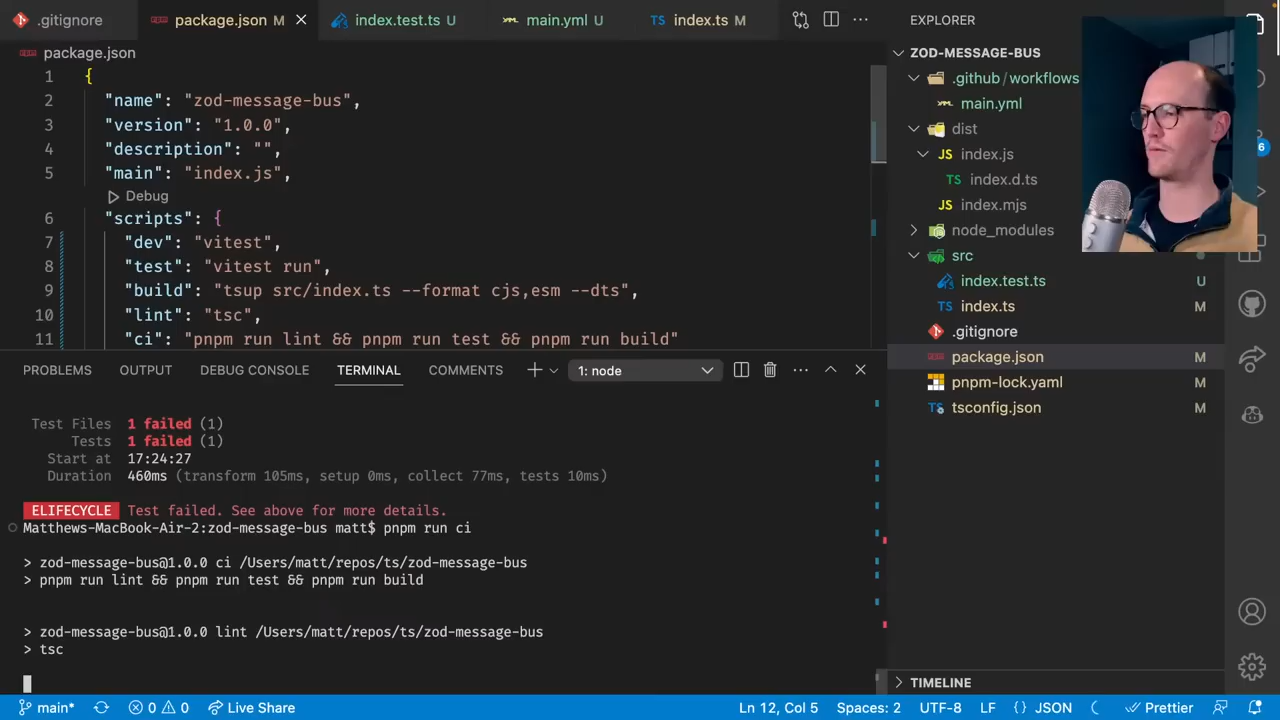 .gitignore
package.json M
index.test.ts U
main.yml U
index.ts M
package.json
1 {
2 "name": "zod-message-bus",
3 "version": "1.0.0",
4 "description": "",
5 "main": "index.js",
Debug
6 "scripts": {
7 "dev": "vitest",
8 "test": "vitest run",
9 "build": "tsup src/index.ts --format cjs,esm --dts",
10 "lint": "tsc",
11 "ci": "pnpm run lint && pnpm run test && pnpm run build"
PROBLEMS OUTPUT DEBUG CONSOLE TERMINAL COMMENTS 1: node
Test Files 1 failed (1)
Tests 1 failed (1)
Start at 17:24:27
Duration 460ms (transform 105ms, setup 0ms, collect 77ms, tests 10ms)
ELIFECYCLE Test failed. See above for more details.
Matthews-MacBook-Air-2:zod-message-bus matt$ pnpm run ci
> zod-message-bus@1.0.0 ci /Users/matt/repos/ts/zod-message-bus
> pnpm run lint && pnpm run test && pnpm run build
> zod-message-bus@1.0.0 lint /Users/matt/repos/ts/zod-message-bus
> tsc
EXPLORER
ZOD-MESSAGE-BUS
.github/workflows
main.yml
dist
JS index.js
TS index.d.ts
JS index.mjs
node_modules
src
index.test.ts U
TS index.ts M
.gitignore
package.json M
pnpm-lock.yaml M
TS tsconfig.json M
TIMELINE
main* 0 0 Live Share Ln 12, Col 5 Spaces: 2 UTF-8 LF {} JSON Prettier